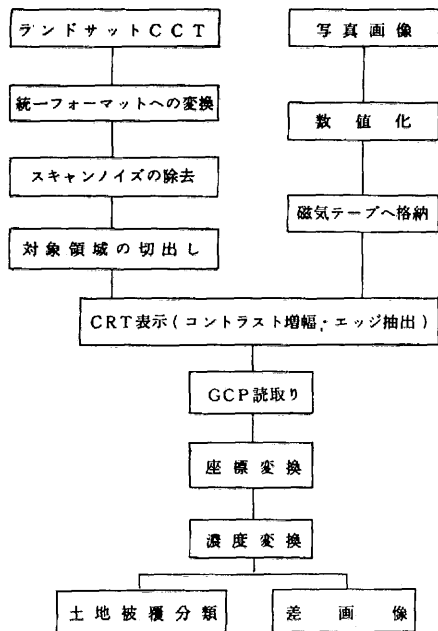 ランドサットCCT
写真画像
統一フォーマットへの変換
数値化
スキャンノイズの除去
磁気テープへ格納
対象領域の切出し
CRT表示(コントラスト増幅・エッジ抽出)
GCP読取り
座標変換
濃度変換
土地被覆分類
差画像